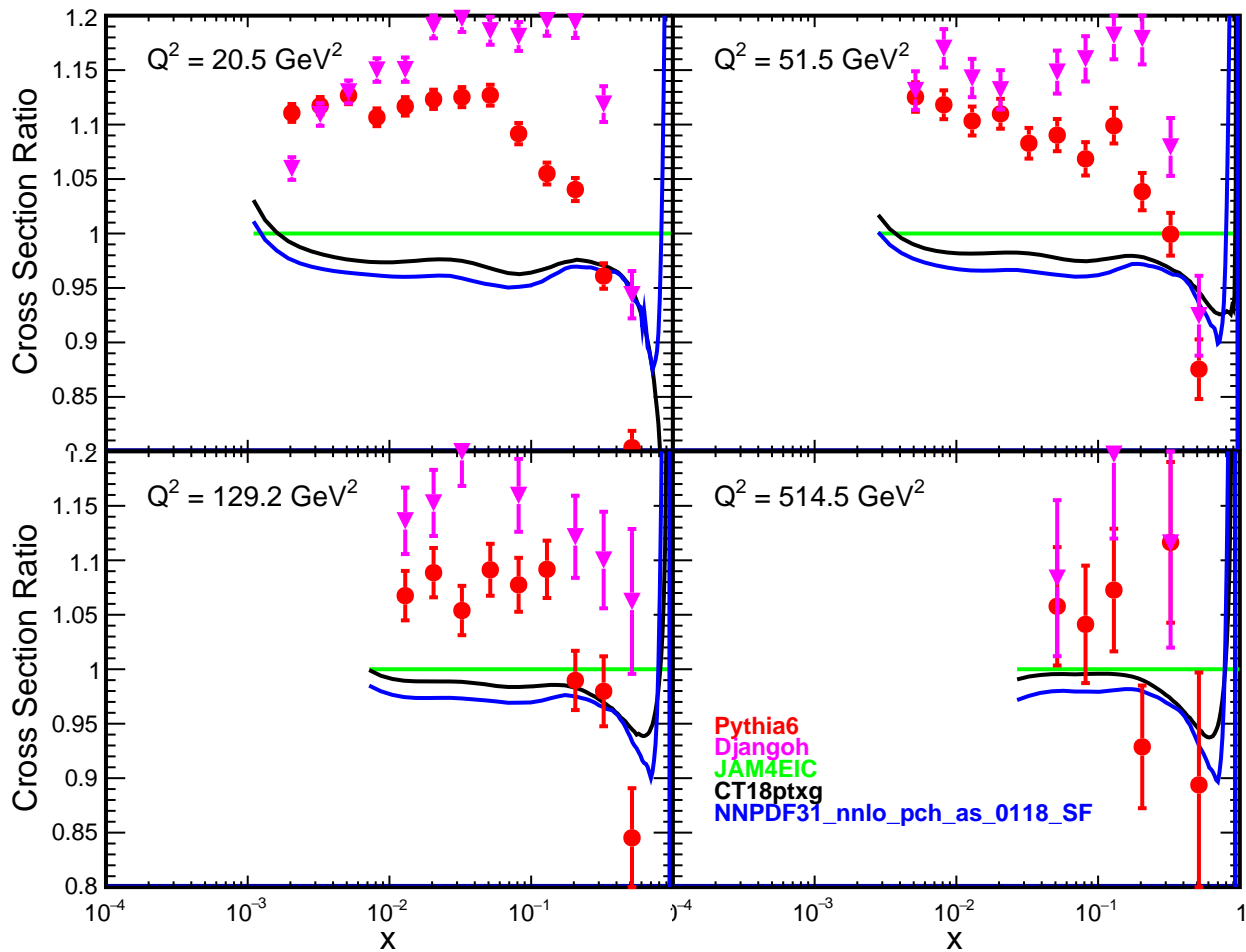 Q² = 20.5 GeV²
Q² = 51.5 GeV²
1.2
1.15
1.1
1.05
1
0.95
0.9
0.85
0.8
Cross Section Ratio
Q² = 129.2 GeV²
Q² = 514.5 GeV²
1.2
1.15
1.1
1.05
1
0.95
0.9
0.85
0.8
Cross Section Ratio
Pythia6
Djangoh
JAM4EIC
CT18ptxg
NNPDF31_nnlo_pch_as_0118_SF
10⁻⁴ 10⁻³ 10⁻² 10⁻¹ 10⁻³ 10⁻² 10⁻¹ 1
x x